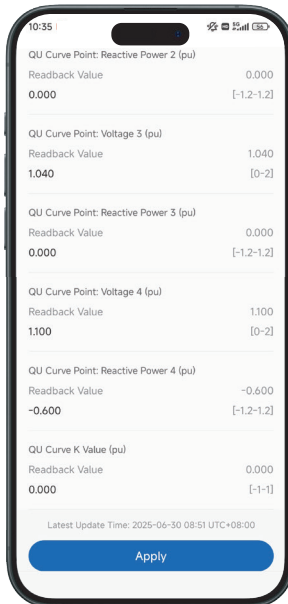 10:35
5G 56
QU Curve Point: Reactive Power 2 (pu)
Readback Value 0.000
0.000 [-1.2-1.2]
QU Curve Point: Voltage 3 (pu)
Readback Value 1.040
1.040 [0-2]
QU Curve Point: Reactive Power 3 (pu)
Readback Value 0.000
0.000 [-1.2-1.2]
QU Curve Point: Voltage 4 (pu)
Readback Value 1.100
1.100 [0-2]
QU Curve Point: Reactive Power 4 (pu)
Readback Value -0.600
-0.600 [-1.2-1.2]
QU Curve K Value (pu)
Readback Value 0.000
0.000 [-1-1]
Latest Update Time: 2025-06-30 08:51 UTC+08:00
Apply